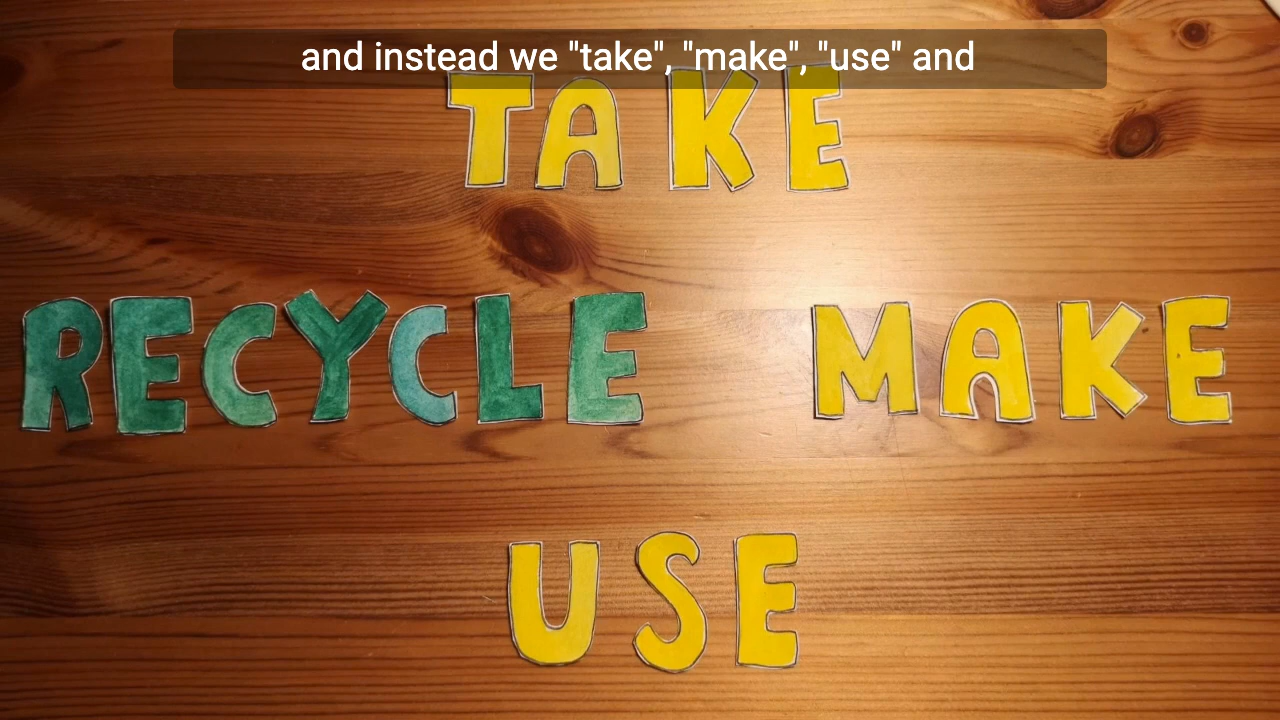 and instead we "take", "make", "use" and
TAKE
RECYCLE MAKE
USE